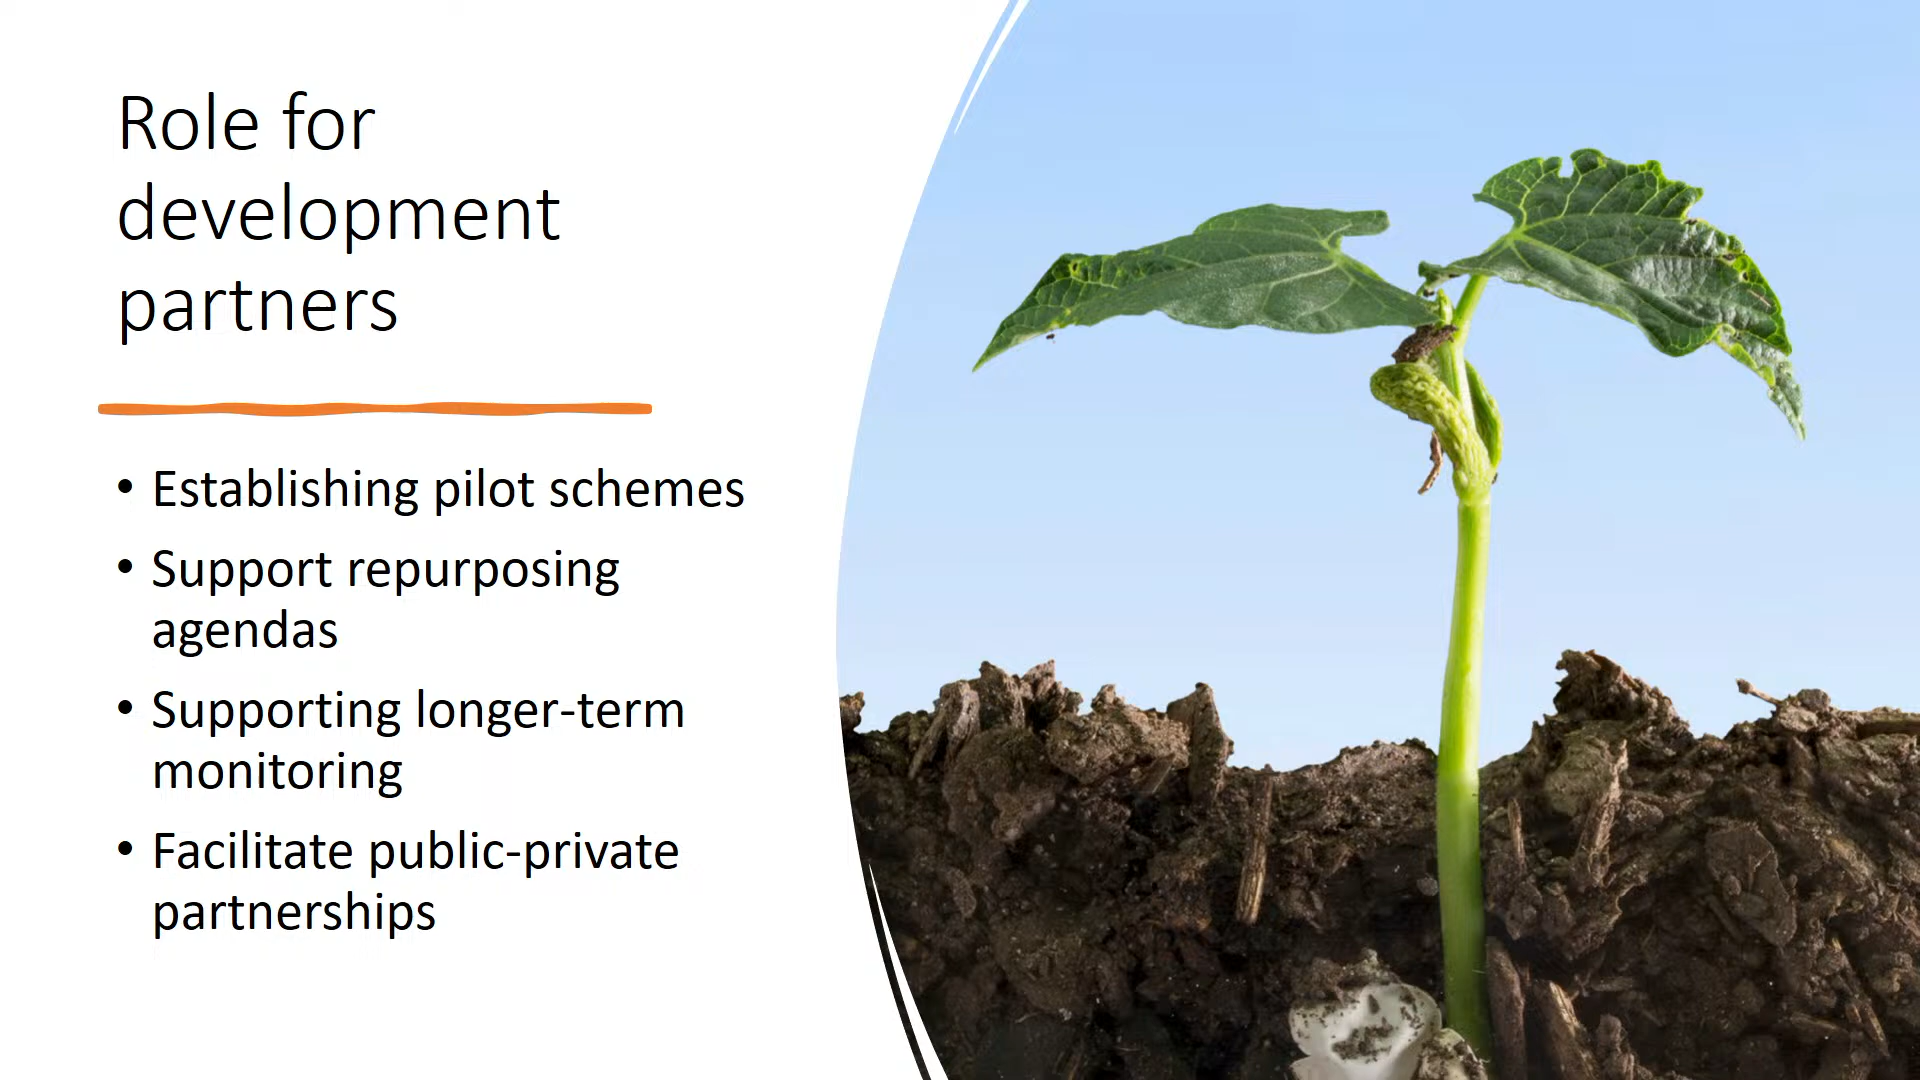 Role for
development
partners
• Establishing pilot schemes
• Support repurposing
agendas
• Supporting longer-term
monitoring
• Facilitate public-private
partnerships